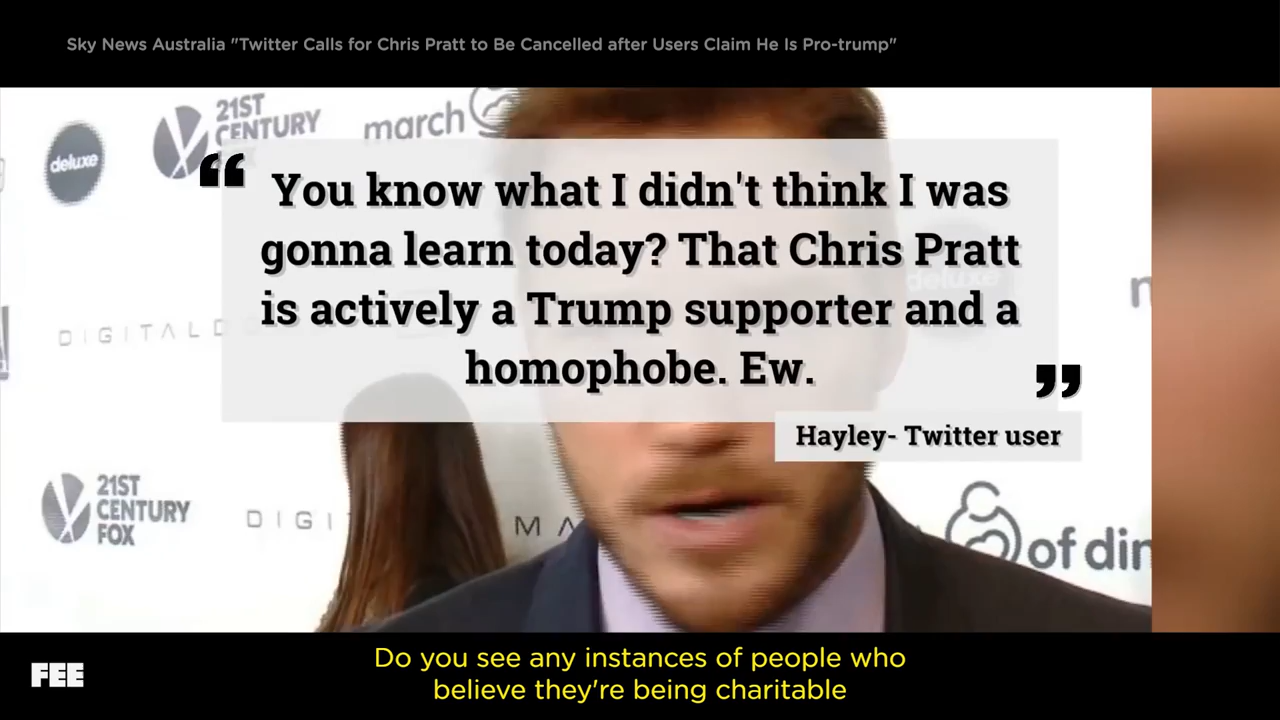 Sky News Australia "Twitter Calls for Chris Pratt to Be Cancelled after Users Claim He Is Pro-trump"
21ST
CENTURY
FOX
march
deluxe
“
You know what I didn't think I was
gonna learn today? That Chris Pratt
is actively a Trump supporter and a
homophobe. Ew.
”
Hayley- Twitter user
deluxe
DIGITAL
21ST
CENTURY
FOX
DIGI
MA
of dim
FEE
Do you see any instances of people who
believe they're being charitable